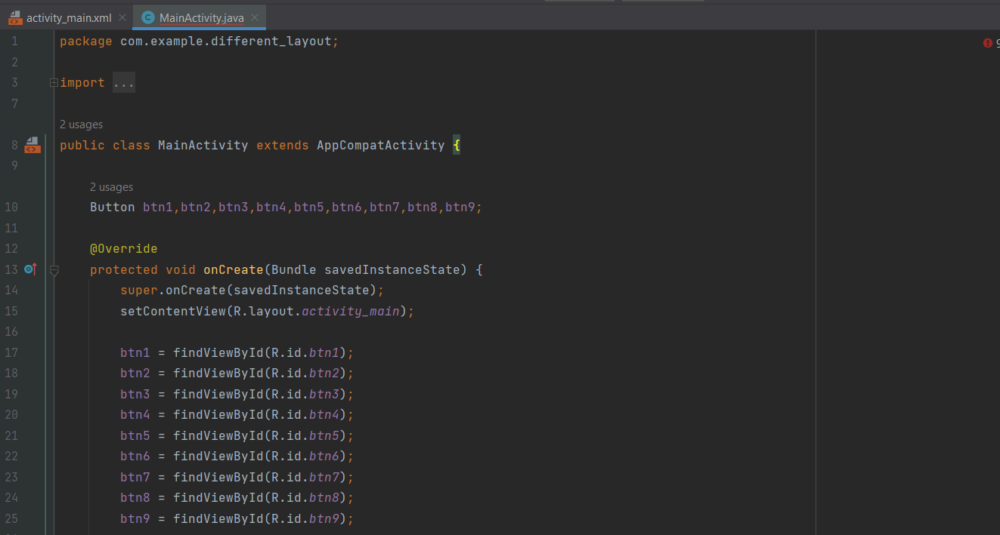 activity_main.xml MainActivity.java
1 package com.example.different_layout;
2
3 import ...
7
2 usages
8 public class MainActivity extends AppCompatActivity {
9
2 usages
10 Button btn1,btn2,btn3,btn4,btn5,btn6,btn7,btn8,btn9;
11
12 @Override
13 protected void onCreate(Bundle savedInstanceState) {
14 super.onCreate(savedInstanceState);
15 setContentView(R.layout.activity_main);
16
17 btn1 = findViewById(R.id.btn1);
18 btn2 = findViewById(R.id.btn2);
19 btn3 = findViewById(R.id.btn3);
20 btn4 = findViewById(R.id.btn4);
21 btn5 = findViewById(R.id.btn5);
22 btn6 = findViewById(R.id.btn6);
23 btn7 = findViewById(R.id.btn7);
24 btn8 = findViewById(R.id.btn8);
25 btn9 = findViewById(R.id.btn9);